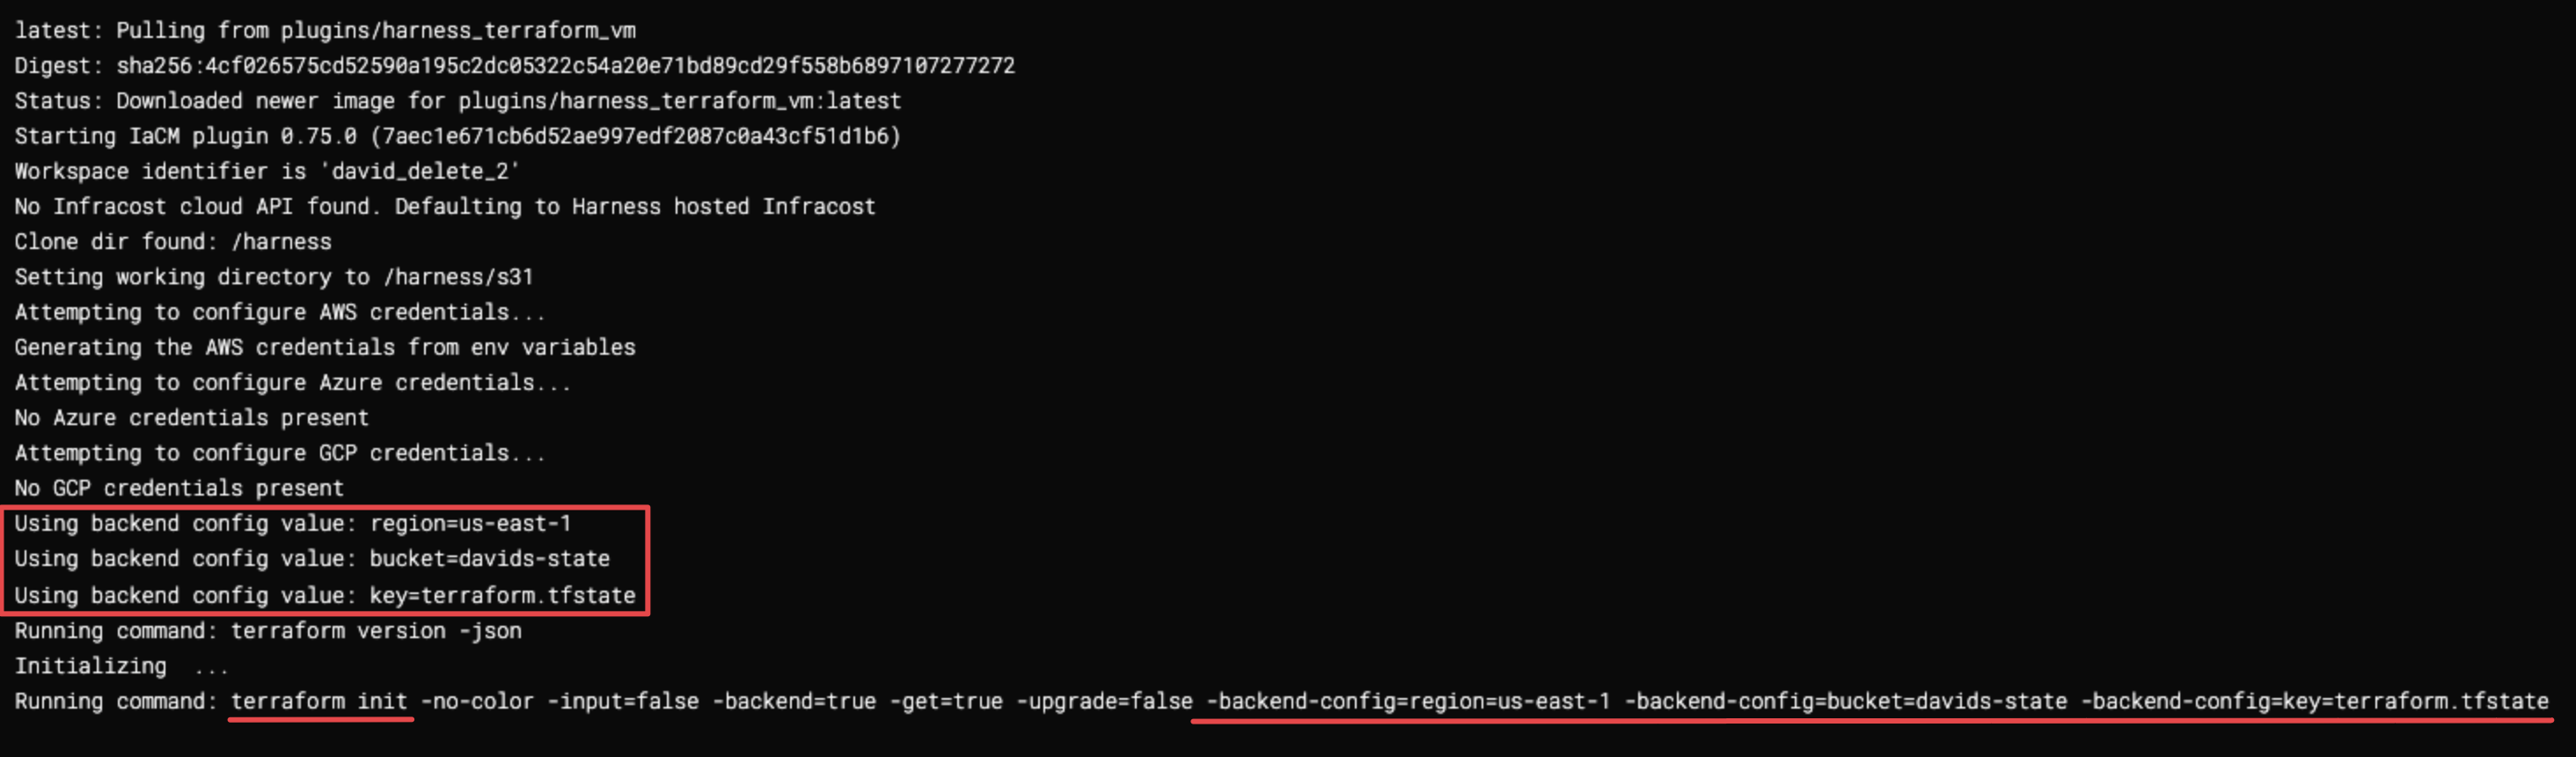 latest: Pulling from plugins/harness_terraform_vm
Digest: sha256:4cf026575cd52590a195c2dc05322c54a20e71bd89cd29f558b6897107277272
Status: Downloaded newer image for plugins/harness_terraform_vm:latest
Starting IaCM plugin 0.75.0 (7aec1e671cb6d52ae997edf2087c0a43cf51d1b6)
Workspace identifier is 'david_delete_2'
No Infracost cloud API found. Defaulting to Harness hosted Infracost
Clone dir found: /harness
Setting working directory to /harness/s31
Attempting to configure AWS credentials...
Generating the AWS credentials from env variables
Attempting to configure Azure credentials...
No Azure credentials present
Attempting to configure GCP credentials...
No GCP credentials present
Using backend config value: region=us-east-1
Using backend config value: bucket=davids-state
Using backend config value: key=terraform.tfstate
Running command: terraform version -json
Initializing  ...
Running command: terraform init -no-color -input=false -backend=true -get=true -upgrade=false -backend-config=region=us-east-1 -backend-config=bucket=davids-state -backend-config=key=terraform.tfstate